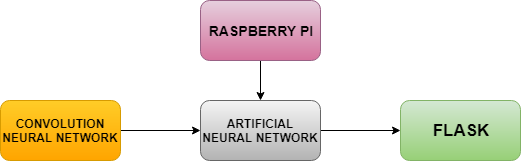 RASPBERRY PI
CONVOLUTION
NEURAL NETWORK
ARTIFICIAL
NEURAL NETWORK
FLASK